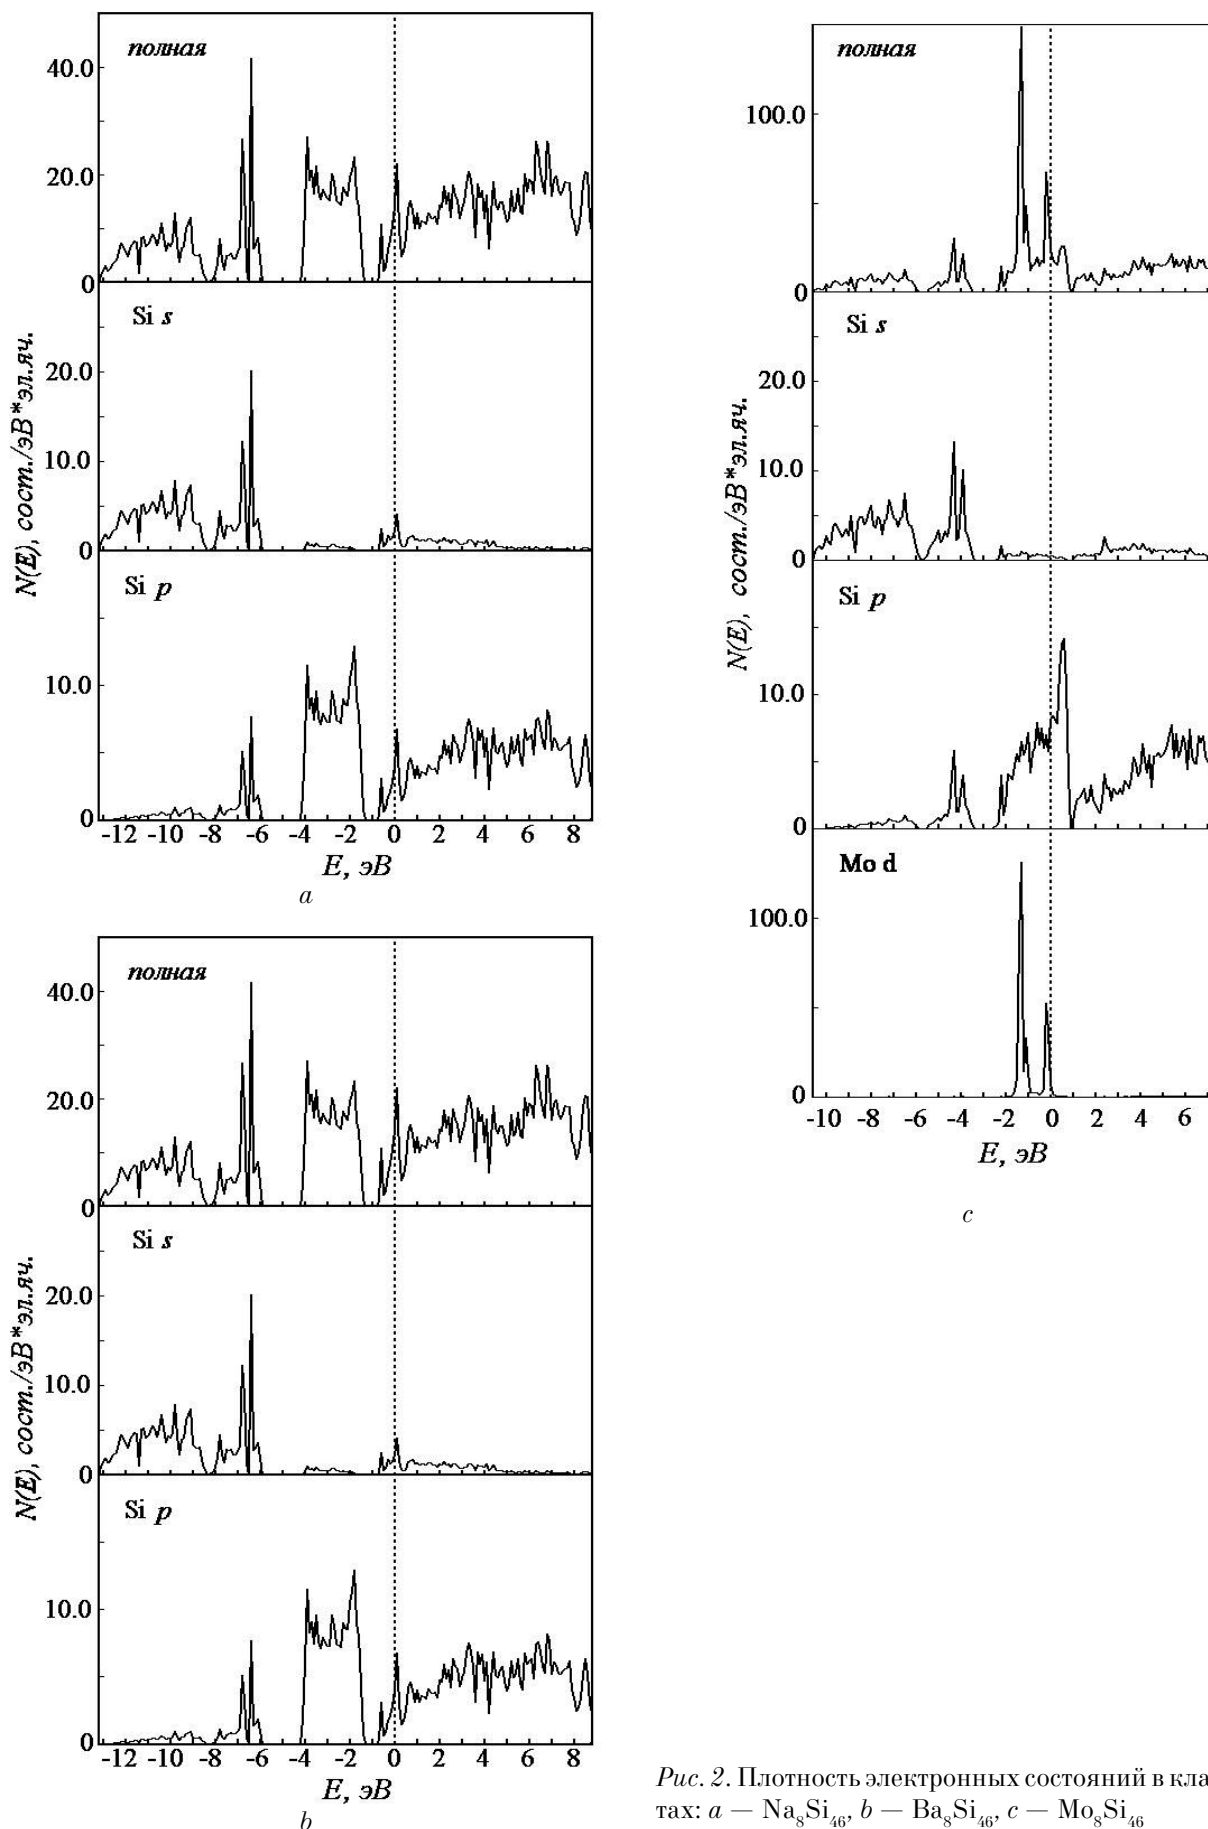 полная
40.0
20.0
0
Si s
20.0
10.0
0
Si p
10.0
0
N(E), сост./эВ*эл.яч.
-12 -10 -8 -6 -4 -2 0 2 4 6 8
E, эВ
a
полная
40.0
20.0
0
Si s
20.0
10.0
0
Si p
10.0
0
N(E), сост./эВ*эл.яч.
-12 -10 -8 -6 -4 -2 0 2 4 6 8
E, эВ
b
полная
100.0
0
Si s
20.0
10.0
0
Si p
10.0
0
Mo d
100.0
0
N(E), сост./эВ*эл.яч.
-10 -8 -6 -4 -2 0 2 4 6
E, эВ
c
Рис. 2. Плотность электронных состояний в кла
тах: a — Na₈Si₄₆, b — Ba₈Si₄₆, c — Mo₈Si₄₆